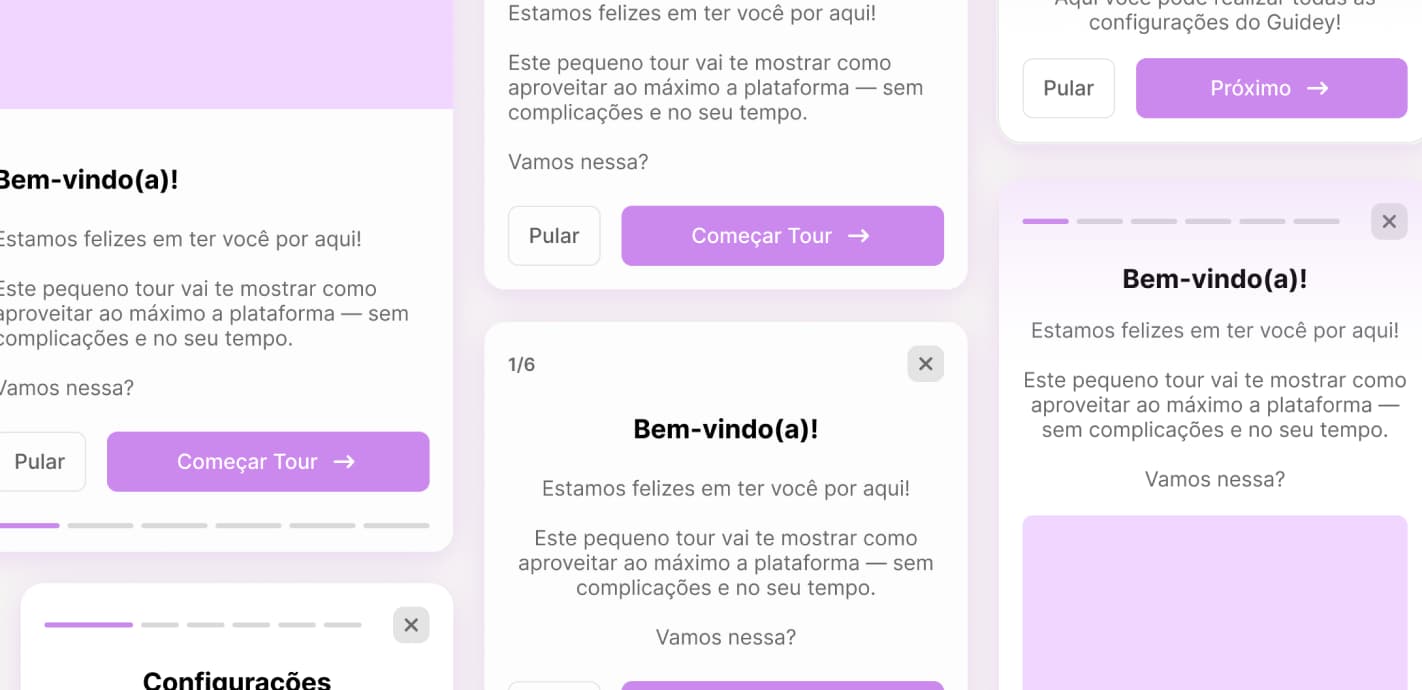 Bem-vindo(a)!
Estamos felizes em ter você por aqui!
Este pequeno tour vai te mostrar como
aproveitar ao máximo a plataforma — sem
complicações e no seu tempo.
Vamos nessa?
Pular
Começar Tour
Configurações
Estamos felizes em ter você por aqui!
Este pequeno tour vai te mostrar como
aproveitar ao máximo a plataforma — sem
complicações e no seu tempo.
Vamos nessa?
Pular
Começar Tour
1/6
Bem-vindo(a)!
Estamos felizes em ter você por aqui!
Este pequeno tour vai te mostrar como
aproveitar ao máximo a plataforma — sem
complicações e no seu tempo.
Vamos nessa?
Aqui você pode realizar todas as
configurações do Guidey!
Pular
Próximo
Bem-vindo(a)!
Estamos felizes em ter você por aqui!
Este pequeno tour vai te mostrar como
aproveitar ao máximo a plataforma —
sem complicações e no seu tempo.
Vamos nessa?